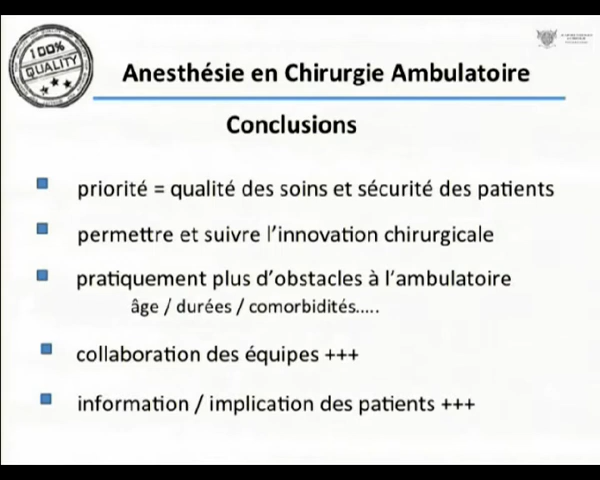 100%
QUALITY
Anesthésie en Chirurgie Ambulatoire
Conclusions
priorité = qualité des soins et sécurité des patients
permettre et suivre l’innovation chirurgicale
pratiquement plus d’obstacles à l’ambulatoire
âge / durées / comorbidités.....
collaboration des équipes +++
information / implication des patients +++